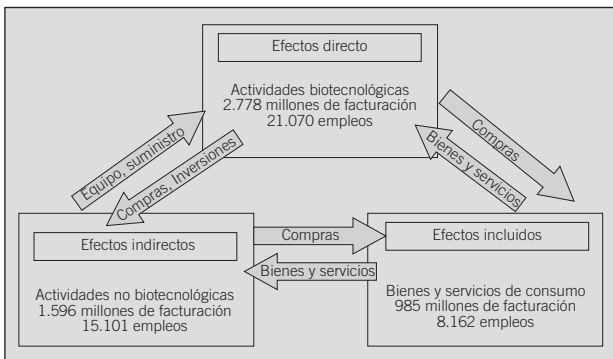 Efectos directo
Actividades biotecnológicas
2.778 millones de facturación
21.070 empleos
Equipo, suministro
Compras, Inversiones
Compras
Bienes y servicios
Efectos indirectos
Actividades no biotecnológicas
1.596 millones de facturación
15.101 empleos
Compras
Bienes y servicios
Efectos incluidos
Bienes y servicios de consumo
985 millones de facturación
8.162 empleos